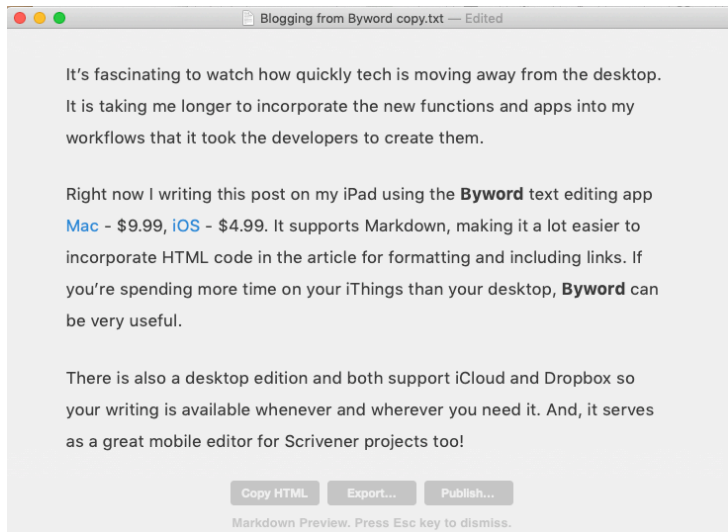 Blogging from Byword copy.txt — Edited
It's fascinating to watch how quickly tech is moving away from the desktop.
It is taking me longer to incorporate the new functions and apps into my
workflows that it took the developers to create them.
Right now I writing this post on my iPad using the Byword text editing app
Mac - $9.99, iOS - $4.99. It supports Markdown, making it a lot easier to
incorporate HTML code in the article for formatting and including links. If
you're spending more time on your iThings than your desktop, Byword can
be very useful.
There is also a desktop edition and both support iCloud and Dropbox so
your writing is available whenever and wherever you need it. And, it serves
as a great mobile editor for Scrivener projects too!
Copy HTML Export... Publish...
Markdown Preview. Press Esc key to dismiss.